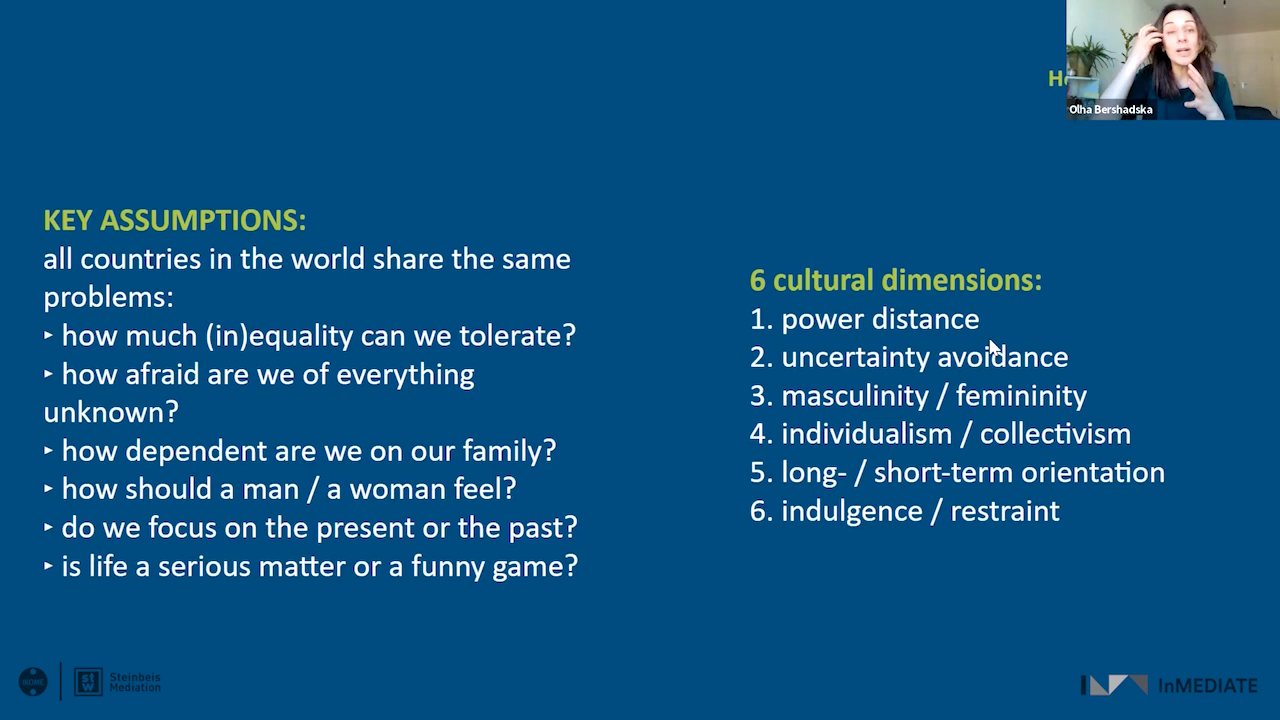 Olha Bershadska
KEY ASSUMPTIONS:
all countries in the world share the same
problems:
‣ how much (in)equality can we tolerate?
‣ how afraid are we of everything
unknown?
‣ how dependent are we on our family?
‣ how should a man / a woman feel?
‣ do we focus on the present or the past?
‣ is life a serious matter or a funny game?
6 cultural dimensions:
1. power distance
2. uncertainty avoidance
3. masculinity / femininity
4. individualism / collectivism
5. long- / short-term orientation
6. indulgence / restraint
Steinbeis
Mediation
InMEDIATE